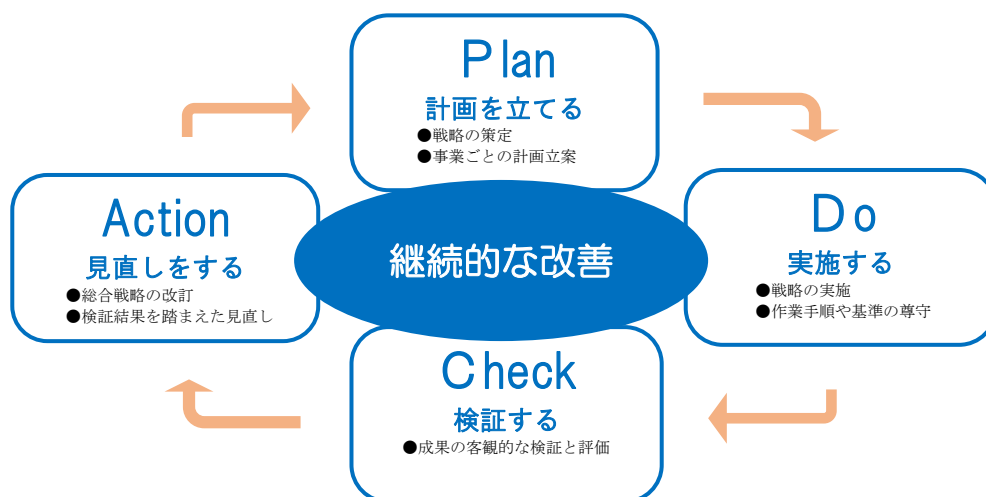 Plan
計画を立てる
●戦略の策定
●事業ごとの計画立案
Action
見直しをする
●総合戦略の改訂
●検証結果を踏まえた見直し
継続的な改善
Do
実施する
●戦略の実施
●作業手順や基準の尊守
Check
検証する
●成果の客観的な検証と評価